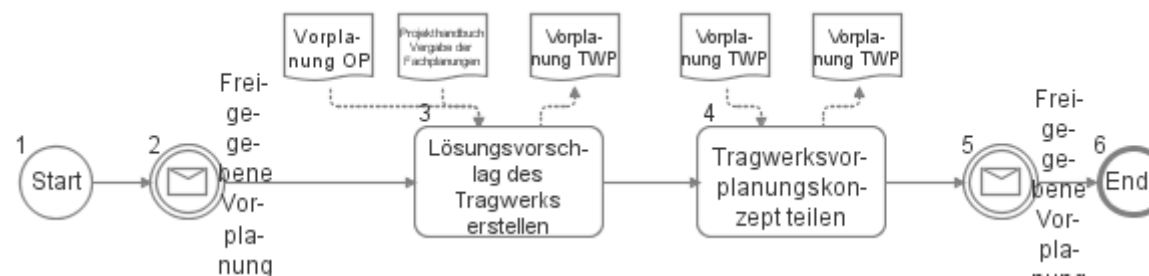 Vorpla-
nung OP
Projekthandbuch
Vergabe der
Fachplanungen
Vorpla-
nung TWP
Vorpla-
nung TWP
Vorpla-
nung TWP
1
Start
2
Frei-
ge-
ge-
bene
Vor-
pla-
nung
3
Lösungsvorsch-
lag des
Tragwerks
erstellen
4
Tragwerksvor-
planungskon-
zept teilen
5
Frei-
ge-
ge-
bene
Vor-
pla-
nung
6
End